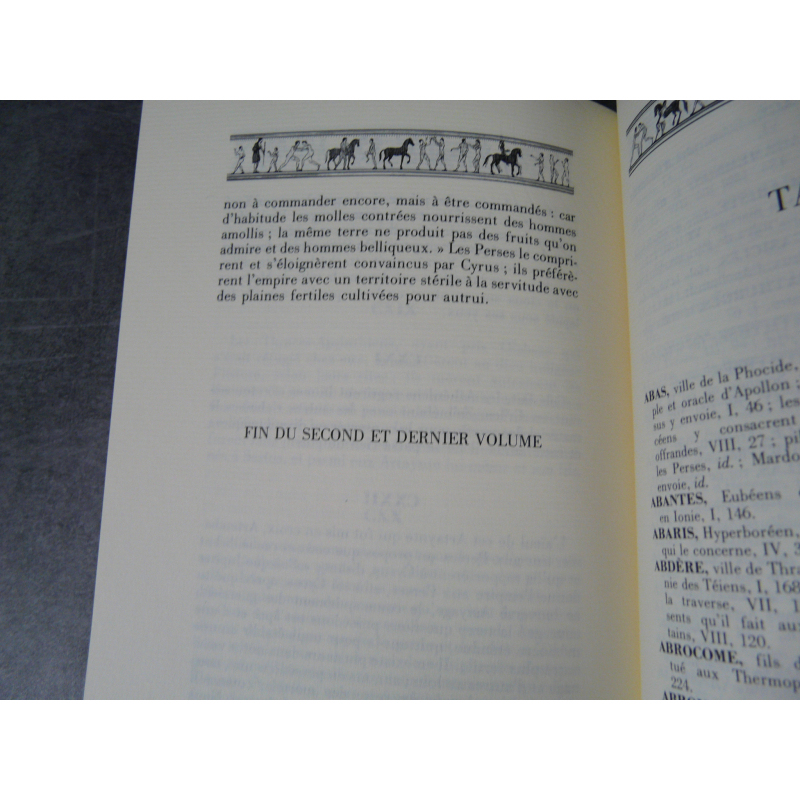 non à commander encore, mais à être commandés : car
d'habitude les molles contrées nourrissent des hommes
amollis ; la même terre ne produit pas des fruits qu'on
admire et des hommes belliqueux. » Les Perses le compri-
rent et s'éloignèrent convaincus par Cyrus ; ils préférè-
rent l'empire avec un territoire stérile à la servitude avec
des plaines fertiles cultivées pour autrui.
FIN DU SECOND ET DERNIER VOLUME
CXXII
TA
ABAS, ville de la Phocide,
ple et oracle d'Apollon ;
sus y envoie, I, 46 ; les
céens y consacrent
offrandes, VIII, 27 ; pil
les Perses, id. ; Mardo
envoie, id.
ABANTES, Eubéens
en Ionie, I, 146.
ABARIS, Hyperboréen,
qui le concerne, IV, 3
ABDÈRE, ville de Thra
nie des Téiens, I, 168
la traverse, VII, 1
sents qu'il fait aux
tains, VIII, 120.
ABROCOME, fils d
tué aux Thermop
224.